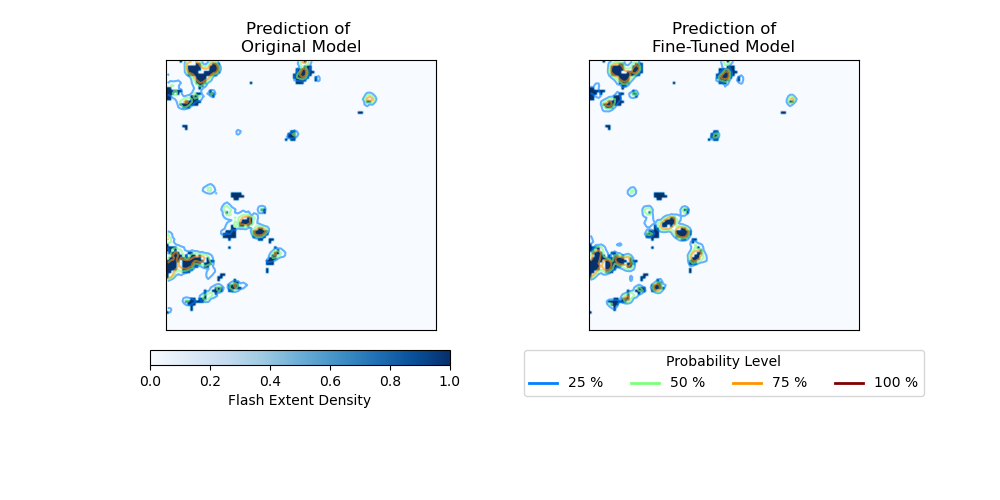 Prediction of
Original Model
Prediction of
Fine-Tuned Model
0.0 0.2 0.4 0.6 0.8 1.0
Flash Extent Density
Probability Level
25 % 50 % 75 % 100 %